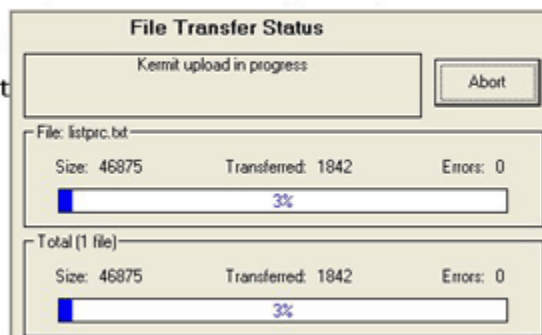 File Transfer Status
Kermit upload in progress
Abort
t
File: listprc.txt
Size: 46875 Transferred: 1842 Errors: 0
3%
Total (1 file)
Size: 46875 Transferred: 1842 Errors: 0
3%